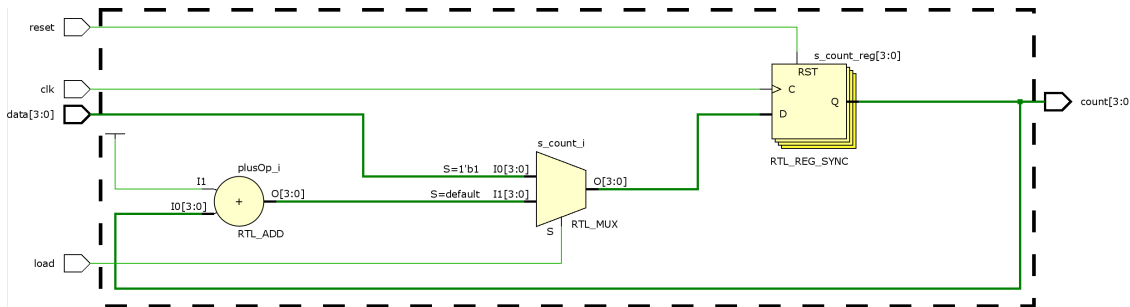 reset
s_count_reg[3:0]
RST
clk
C
data[3:0]
Q
count[3:0
D
s_count_i
RTL_REG_SYNC
plusOp_i
S=1'b1
I0[3:0]
I1
O[3:0]
S=default
I1[3:0]
O[3:0]
I0[3:0]
+
RTL_ADD
S
RTL_MUX
load